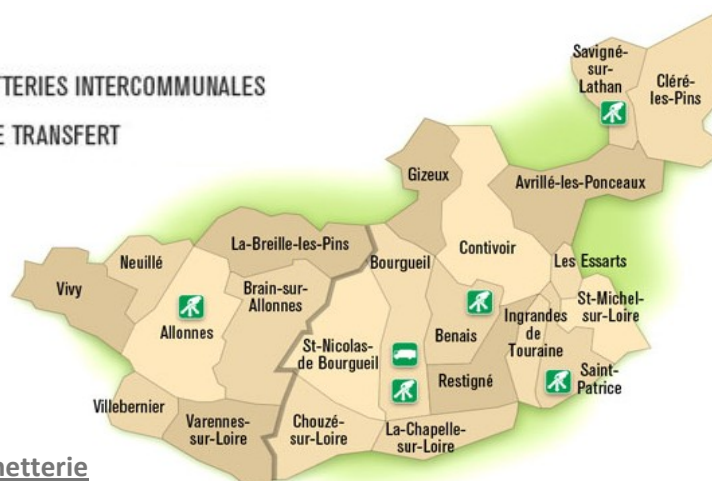 TTERIES INTERCOMMUNALES
E TRANSFERT
Savigné-
sur-
Lathan
Cléré-
les-Pins
Gizeux
Avrillé-les-Ponceaux
La-Breille-les-Pins
Contivoir
Neuillé
Bourgueil
Les Essarts
Vivy
Brain-sur-
Allonnes
St-Michel-
sur-Loire
Ingrandes
de
Touraine
Allonnes
Benais
St-Nicolas-
de Bourgueil
Restigné
Saint-
Patrice
Villebernier
Varennes-
sur-Loire
Chouzé-
sur-Loire
La-Chapelle-
sur-Loire
hetterie